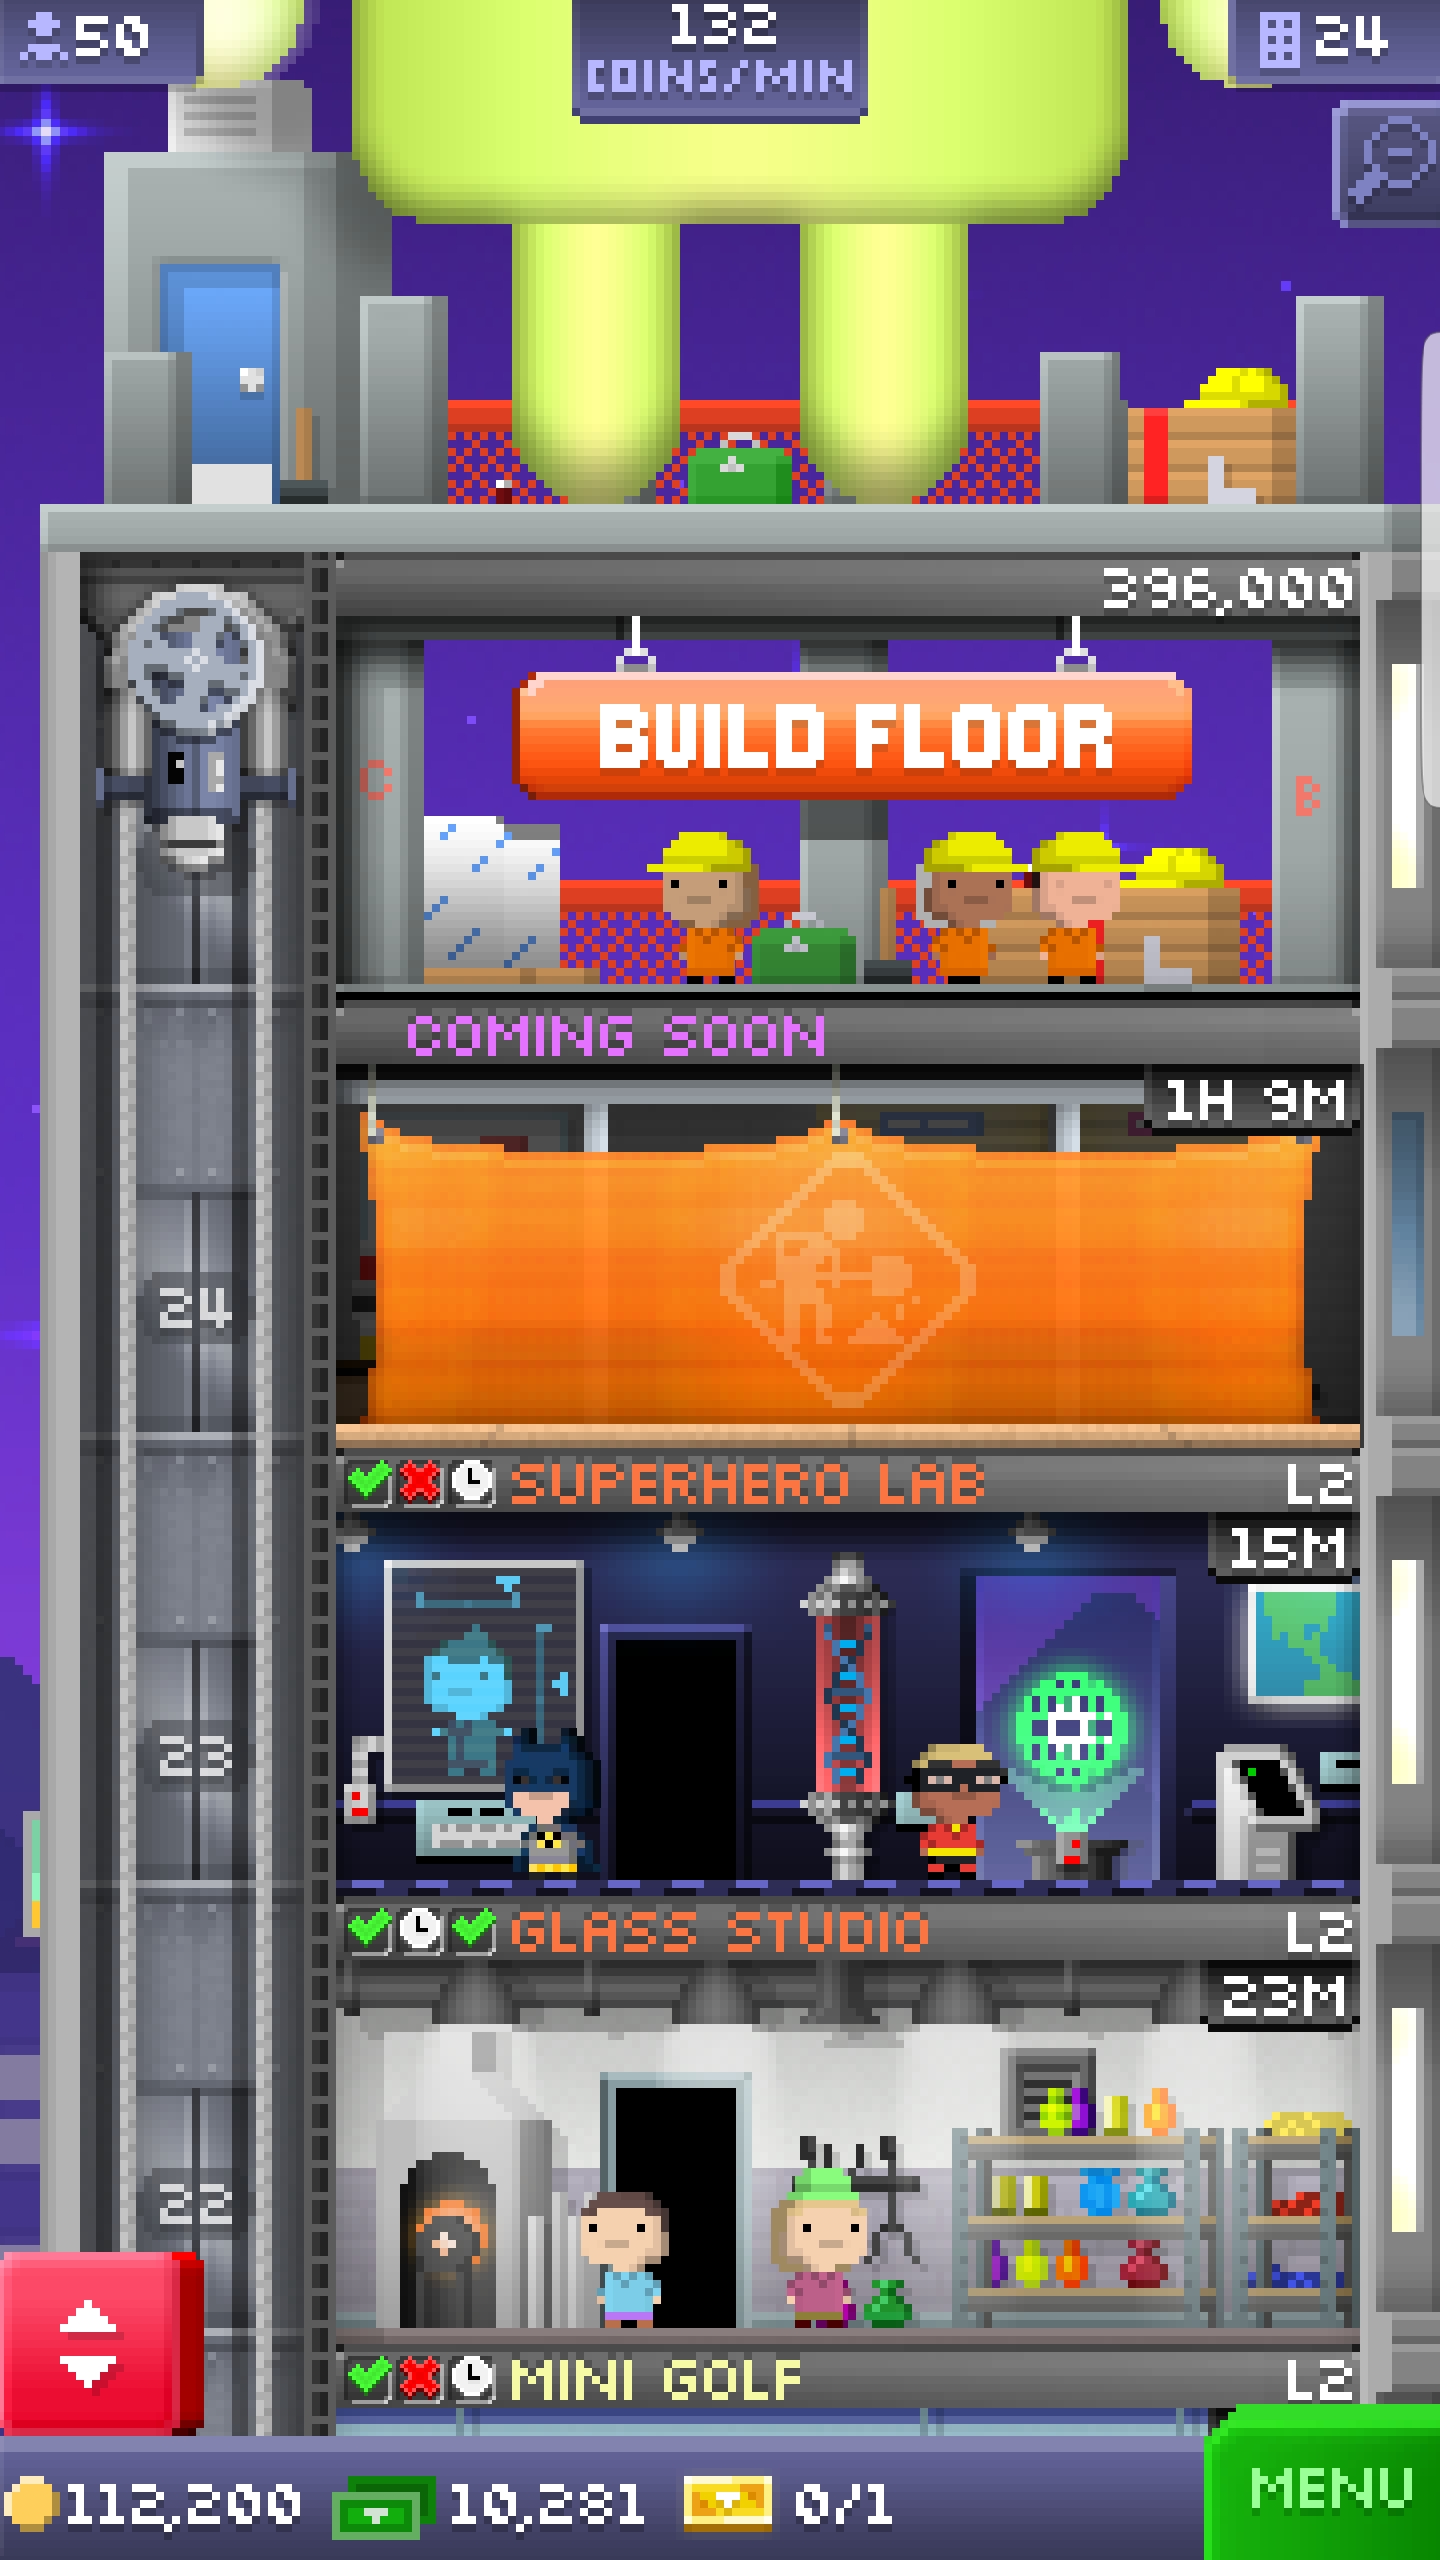 50
132
24
COINS/MIN
396,000
BUILD FLOOR
C
B
COMING SOON
1H 9M
24
SUPERHERO LAB L2
15M
23
GLASS STUDIO L2
23M
22
MINI GOLF L2
112,200 10,281 0/1
MENU